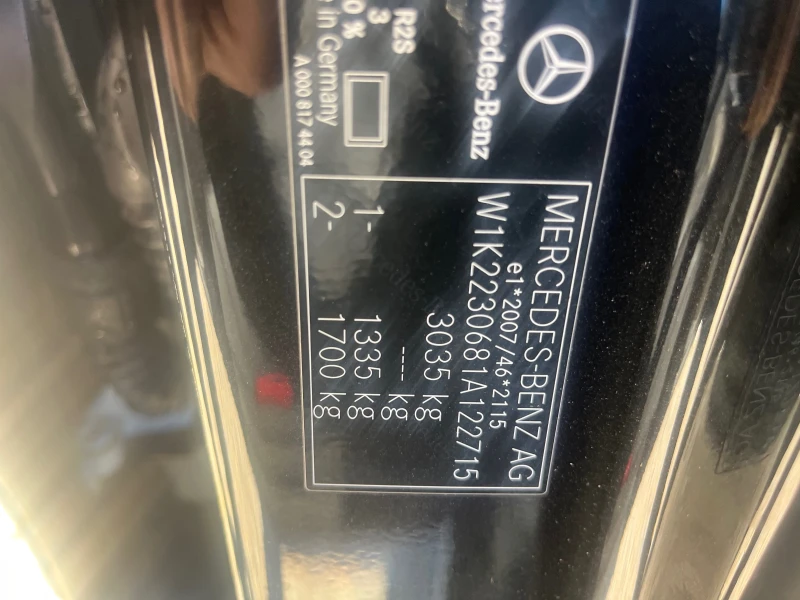 Mercedes-Benz
R2S
3
0 %
in Germany
A 000 817 44 04
MERCEDES-BENZ AG
e1*2007/46*2115
W1K2230681A122715
3035 kg
---- kg
1- 1335 kg
2- 1700 kg